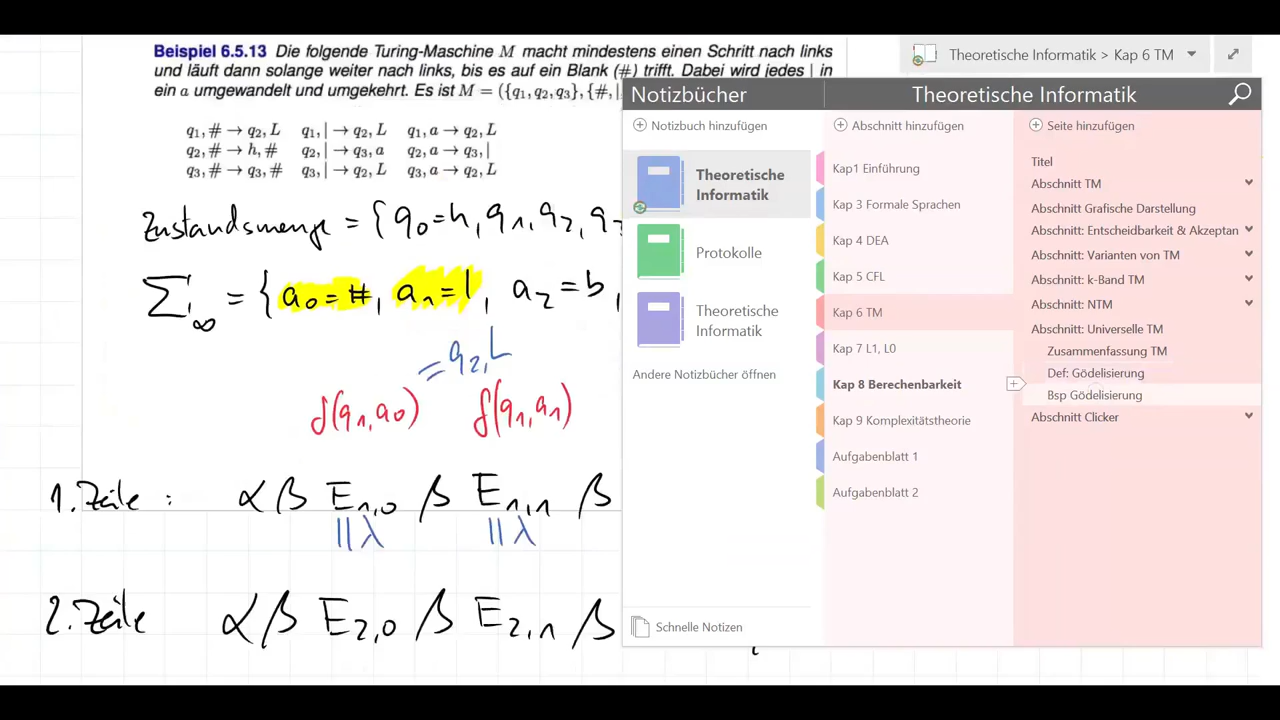 Beispiel 6.5.13 Die folgende Turing-Maschine M macht mindestens einen Schritt nach links
und läuft dann solange weiter nach links, bis es auf ein Blank (#) trifft. Dabei wird jedes | in
ein a umgewandelt und umgekehrt. Es ist M = ({q₁, q₂, q₃}, {#, |,
q₁, # → q₂, L q₁, | → q₂, L q₁, a → q₂, L
q₂, # → h, # q₂, | → q₃, a q₂, a → q₃, |
q₃, # → q₃, # q₃, | → q₂, L q₃, a → q₂, L
Zustandsmenge = { q₀=h, q₁, q₂, q₃
Σ∞ = { a₀ = #, a₁ = |, a₂ = b,
= q₂, L
δ(q₁, a₀) δ(q₁, a₁)
1. Zeile : α β E₁,₀ β E₁,₁ β
|| λ || λ
2. Zeile α β E₂,₀ β E₂,₁ β
Theoretische Informatik > Kap 6 TM
Notizbücher
Notizbuch hinzufügen
Theoretische
Informatik
Protokolle
Theoretische
Informatik
Andere Notizbücher öffnen
Schnelle Notizen
Theoretische Informatik
Abschnitt hinzufügen
Kap1 Einführung
Kap 3 Formale Sprachen
Kap 4 DEA
Kap 5 CFL
Kap 6 TM
Kap 7 L1, L0
Kap 8 Berechenbarkeit
Kap 9 Komplexitätstheorie
Aufgabenblatt 1
Aufgabenblatt 2
Seite hinzufügen
Titel
Abschnitt TM
Abschnitt Grafische Darstellung
Abschnitt: Entscheidbarkeit & Akzeptan
Abschnitt: Varianten von TM
Abschnitt: k-Band TM
Abschnitt: NTM
Abschnitt: Universelle TM
Zusammenfassung TM
Def: Gödelisierung
Bsp Gödelisierung
Abschnitt Clicker